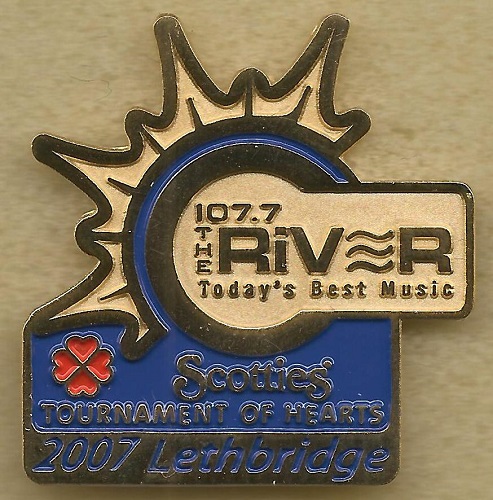 107.7
THE RiVER
Today's Best Music
Scotties
TOURNAMENT OF HEARTS
2007 Lethbridge